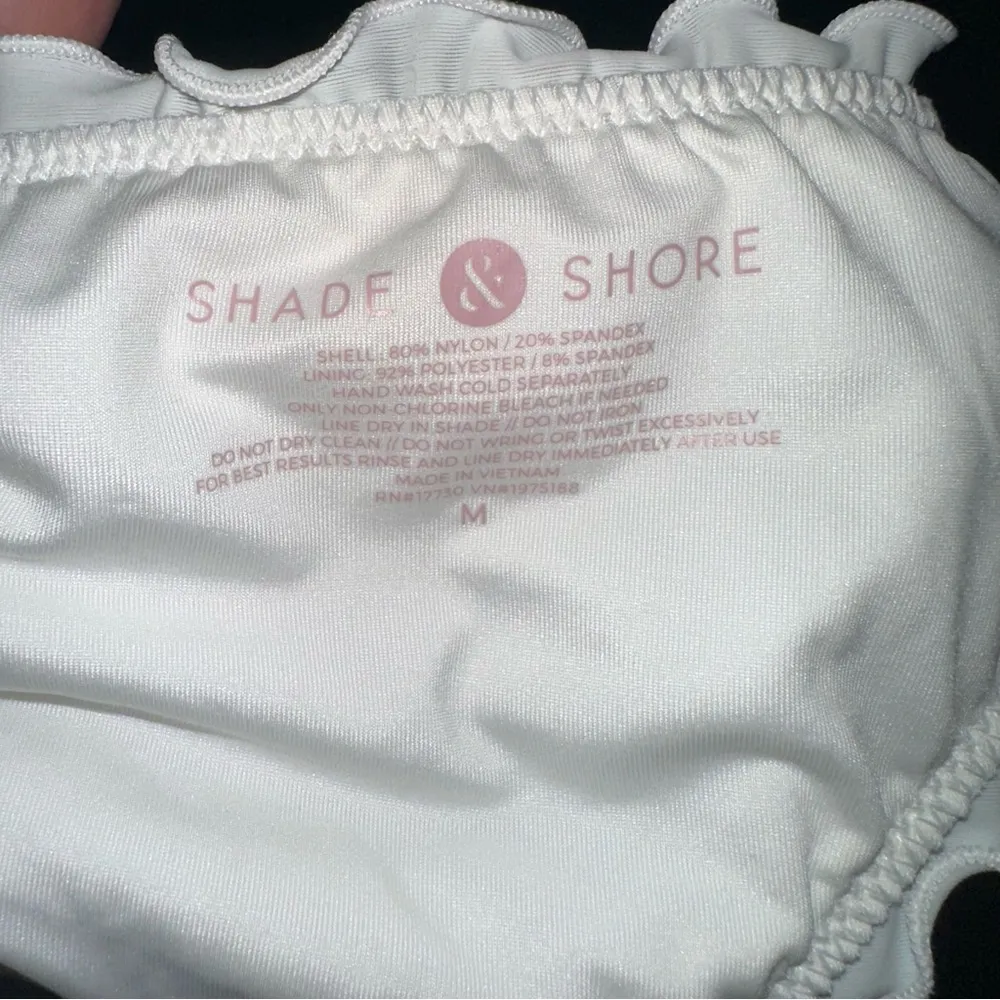 SHADE & SHORE
SHELL: 80% NYLON / 20% SPANDEX
LINING: 92% POLYESTER / 8% SPANDEX
HAND WASH COLD SEPARATELY
ONLY NON-CHLORINE BLEACH IF NEEDED
LINE DRY IN SHADE // DO NOT IRON
DO NOT DRY CLEAN // DO NOT WRING OR TWIST EXCESSIVELY
FOR BEST RESULTS RINSE AND LINE DRY IMMEDIATELY AFTER USE
MADE IN VIETNAM
RN#17730 VN#1975188
M